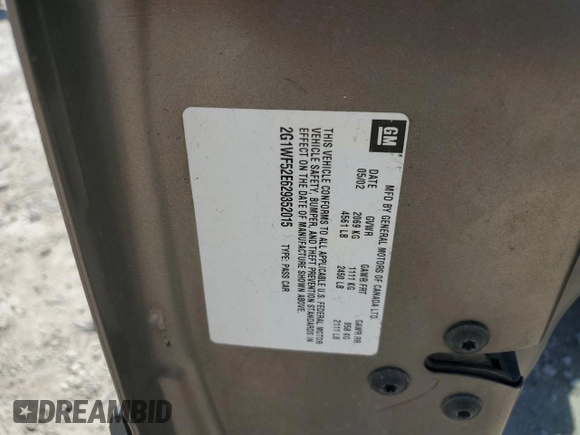 GM
MFD BY GENERAL MOTORS OF CANADA LTD.
DATE GVWR GAWR FRT GAWR RR
05/02 2069 KG 1111 KG 958 KG
4561 LB 2450 LB 2111 LB
THIS VEHICLE CONFORMS TO ALL APPLICABLE U.S. FEDERAL MOTOR
VEHICLE SAFETY, BUMPER, AND THEFT PREVENTION STANDARDS IN
EFFECT ON THE DATE OF MANUFACTURE SHOWN ABOVE.
2G1WF52E629352015 TYPE: PASS CAR
DREAMBID